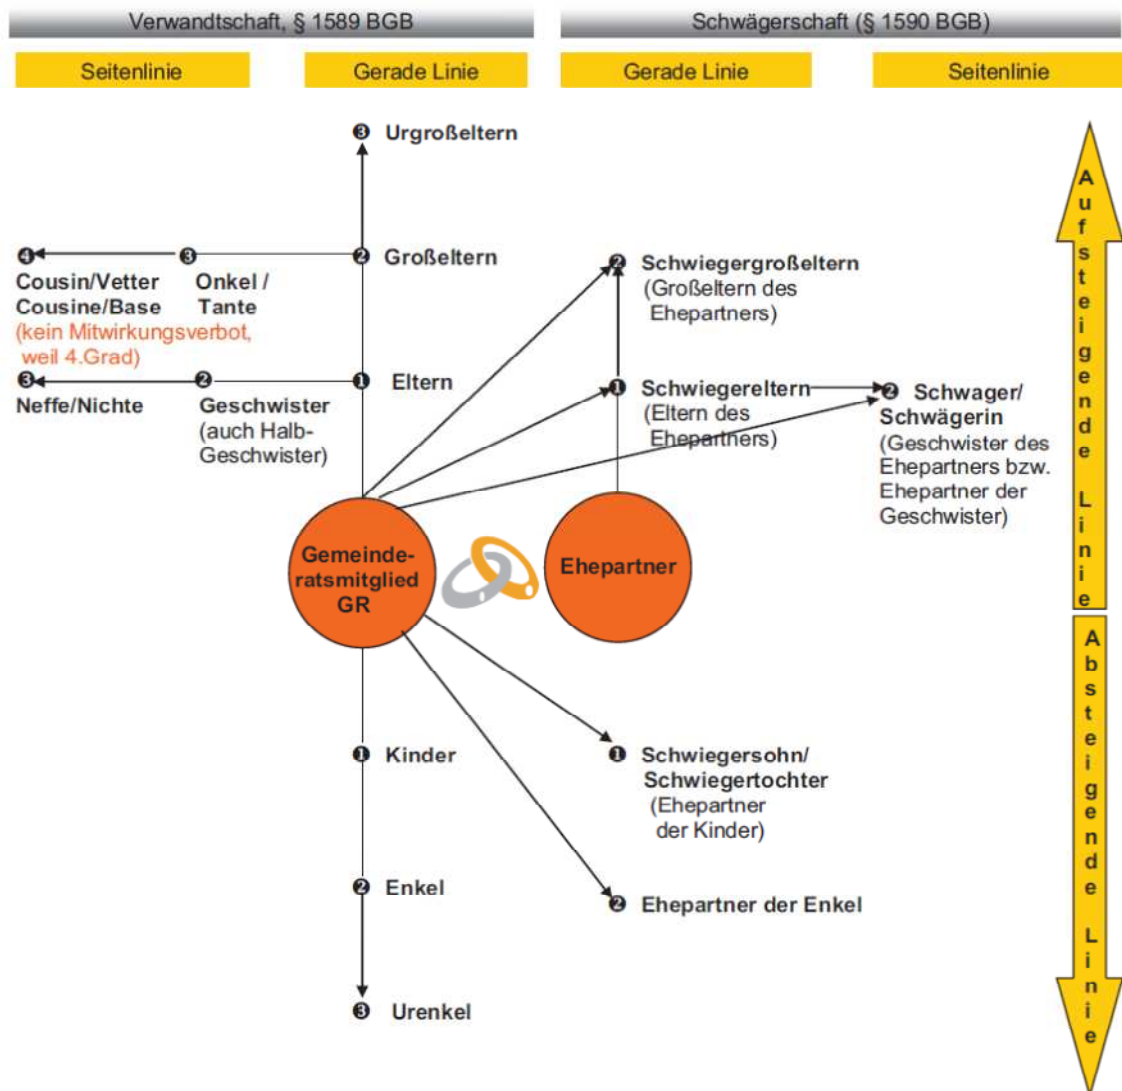 Verwandtschaft, § 1589 BGB
Schwägerschaft (§ 1590 BGB)
Seitenlinie
Gerade Linie
Gerade Linie
Seitenlinie
❸ Urgroßeltern
❹
Cousin/Vetter
Cousine/Base
(kein Mitwirkungsverbot,
weil 4.Grad)
❸
Onkel /
Tante
❷ Großeltern
❸
Neffe/Nichte
❷
Geschwister
(auch Halb-
Geschwister)
❶ Eltern
❷ Schwiegergroßeltern
(Großeltern des
Ehepartners)
❶ Schwiegereltern
(Eltern des
Ehepartners)
❷ Schwager/
Schwägerin
(Geschwister des
Ehepartners bzw.
Ehepartner der
Geschwister)
Gemeinde-
ratsmitglied
GR
Ehepartner
❶ Kinder
❶ Schwiegersohn/
Schwiegertochter
(Ehepartner
der Kinder)
❷ Enkel
❷ Ehepartner der Enkel
❸ Urenkel
Aufsteigende Linie
Absteigende Linie